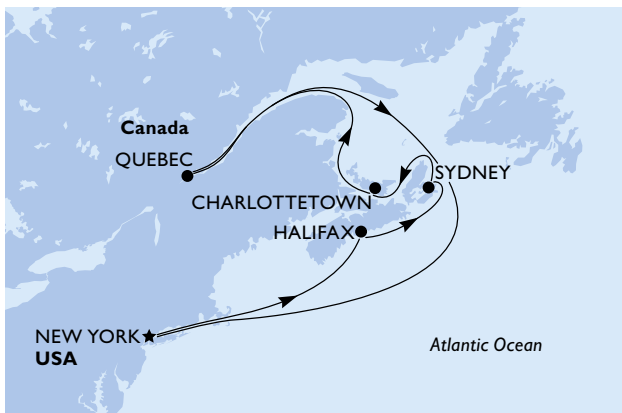 Canada
QUEBEC
SYDNEY
CHARLOTTETOWN
HALIFAX
NEW YORK
USA
Atlantic Ocean